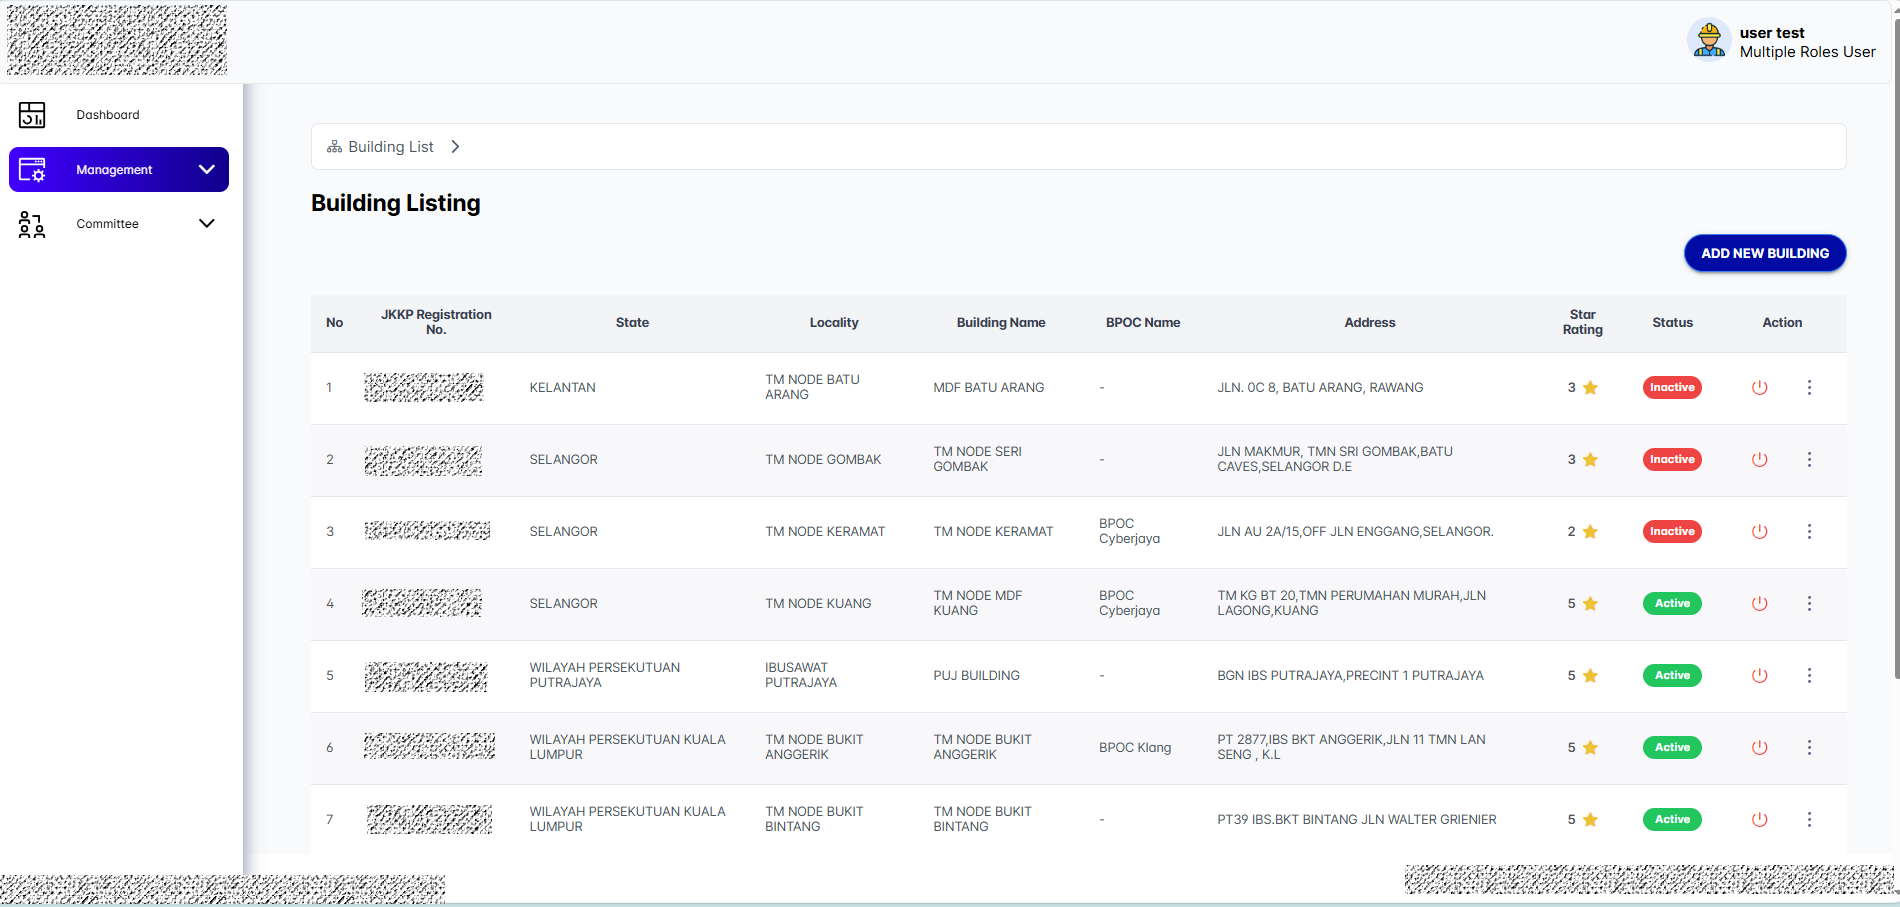 user test
Multiple Roles User
Dashboard
Management
Committee
Building List
Building Listing
ADD NEW BUILDING
No
JKKP Registration
No.
State
Locality
Building Name
BPOC Name
Address
Star
Rating
Status
Action
1
KELANTAN
TM NODE BATU
ARANG
MDF BATU ARANG
-
JLN. OC 8, BATU ARANG, RAWANG
3
Inactive
2
SELANGOR
TM NODE GOMBAK
TM NODE SERI
GOMBAK
-
JLN MAKMUR, TMN SRI GOMBAK,BATU
CAVES,SELANGOR D.E
3
Inactive
3
SELANGOR
TM NODE KERAMAT
TM NODE KERAMAT
BPOC
Cyberjaya
JLN AU 2A/15,OFF JLN ENGGANG,SELANGOR.
2
Inactive
4
SELANGOR
TM NODE KUANG
TM NODE MDF
KUANG
BPOC
Cyberjaya
TM KG BT 20,TMN PERUMAHAN MURAH,JLN
LAGONG,KUANG
5
Active
5
WILAYAH PERSEKUTUAN
PUTRAJAYA
IBUSAWAT
PUTRAJAYA
PUJ BUILDING
-
BGN IBS PUTRAJAYA,PRECINT 1 PUTRAJAYA
5
Active
6
WILAYAH PERSEKUTUAN KUALA
LUMPUR
TM NODE BUKIT
ANGGERIK
TM NODE BUKIT
ANGGERIK
BPOC Klang
PT 2877,IBS BKT ANGGERIK,JLN 11 TMN LAN
SENG , K.L
5
Active
7
WILAYAH PERSEKUTUAN KUALA
LUMPUR
TM NODE BUKIT
BINTANG
TM NODE BUKIT
BINTANG
-
PT39 IBS.BKT BINTANG JLN WALTER GRIENIER
5
Active